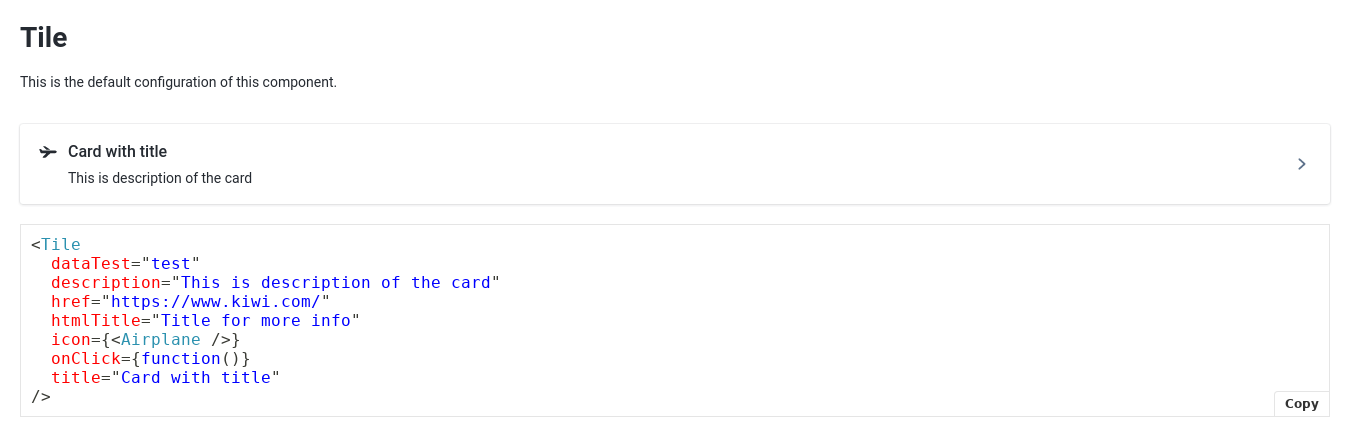 Tile
This is the default configuration of this component.
Card with title
This is description of the card
<Tile
  dataTest="test"
  description="This is description of the card"
  href="https://www.kiwi.com/"
  htmlTitle="Title for more info"
  icon={<Airplane />}
  onClick={function()}
  title="Card with title"
/>
Copy